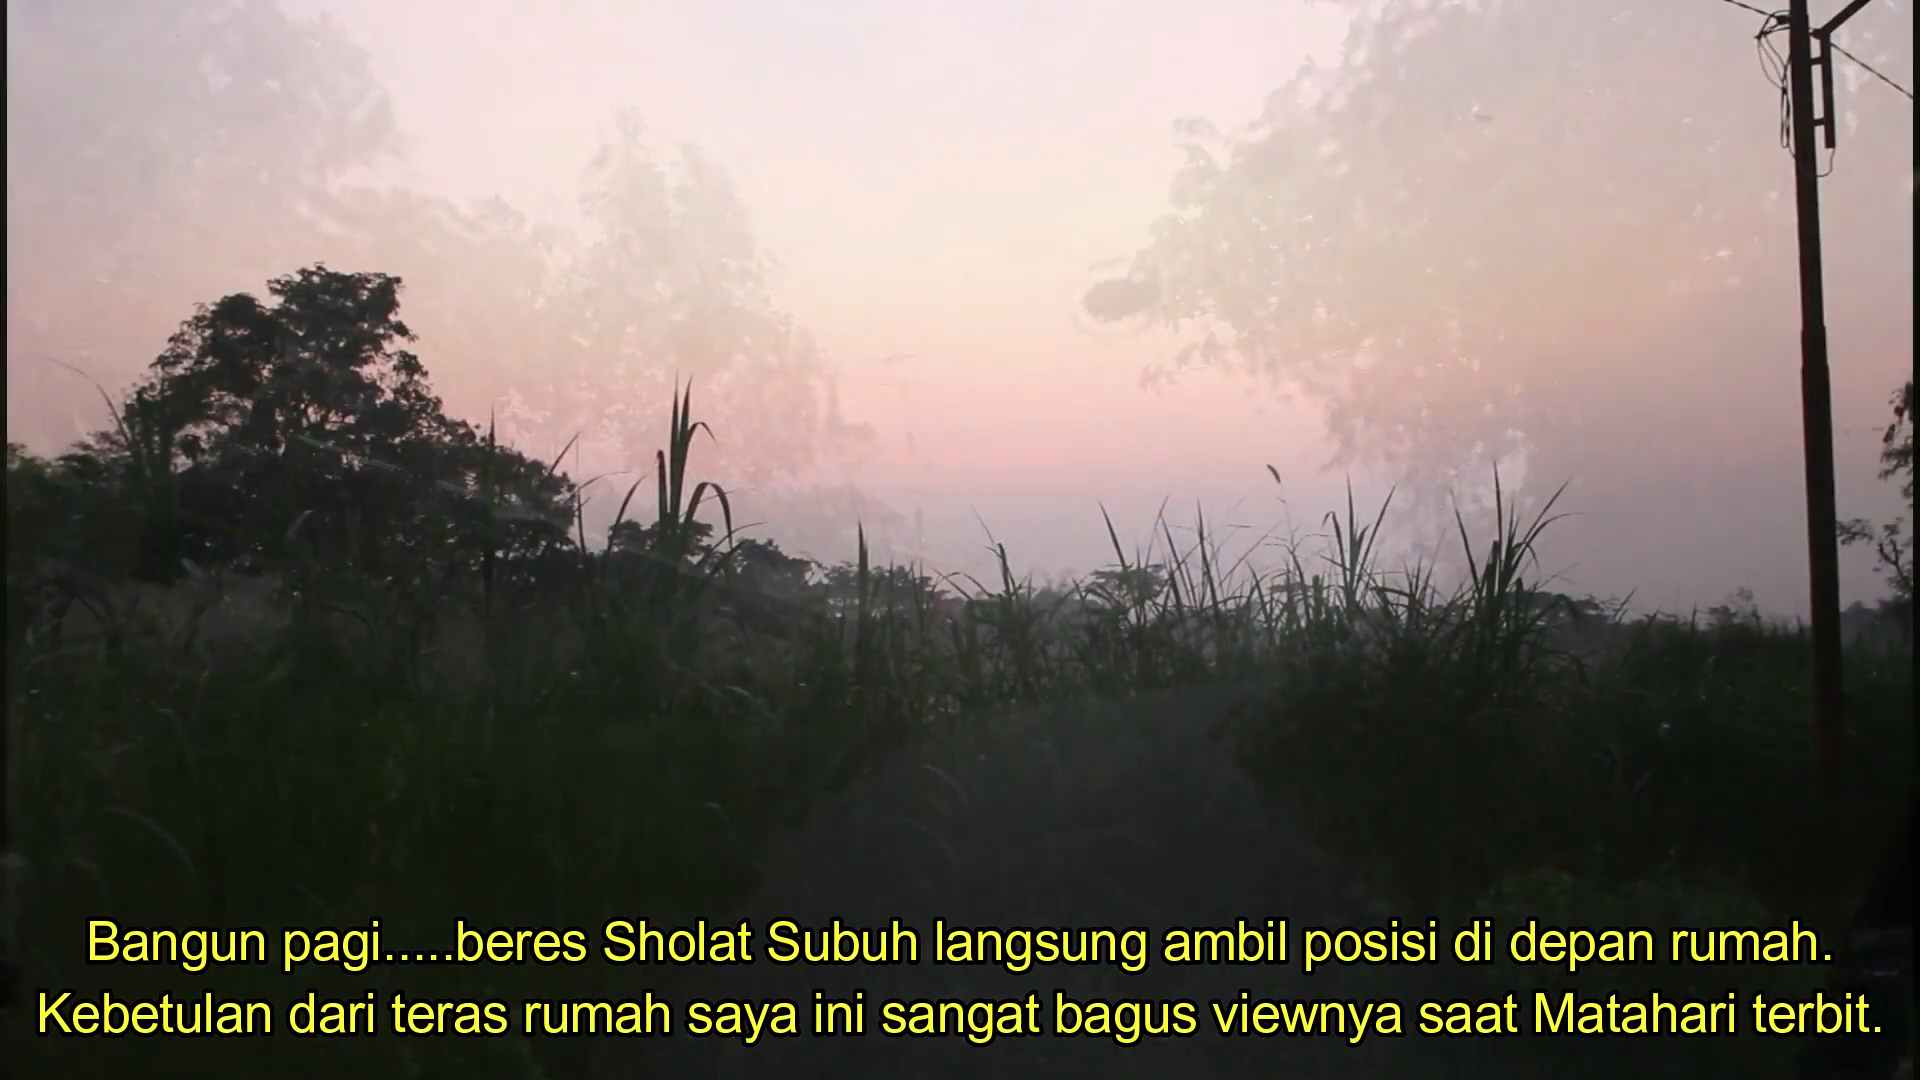 Bangun pagi.....beres Sholat Subuh langsung ambil posisi di depan rumah.
Kebetulan dari teras rumah saya ini sangat bagus viewnya saat Matahari terbit.